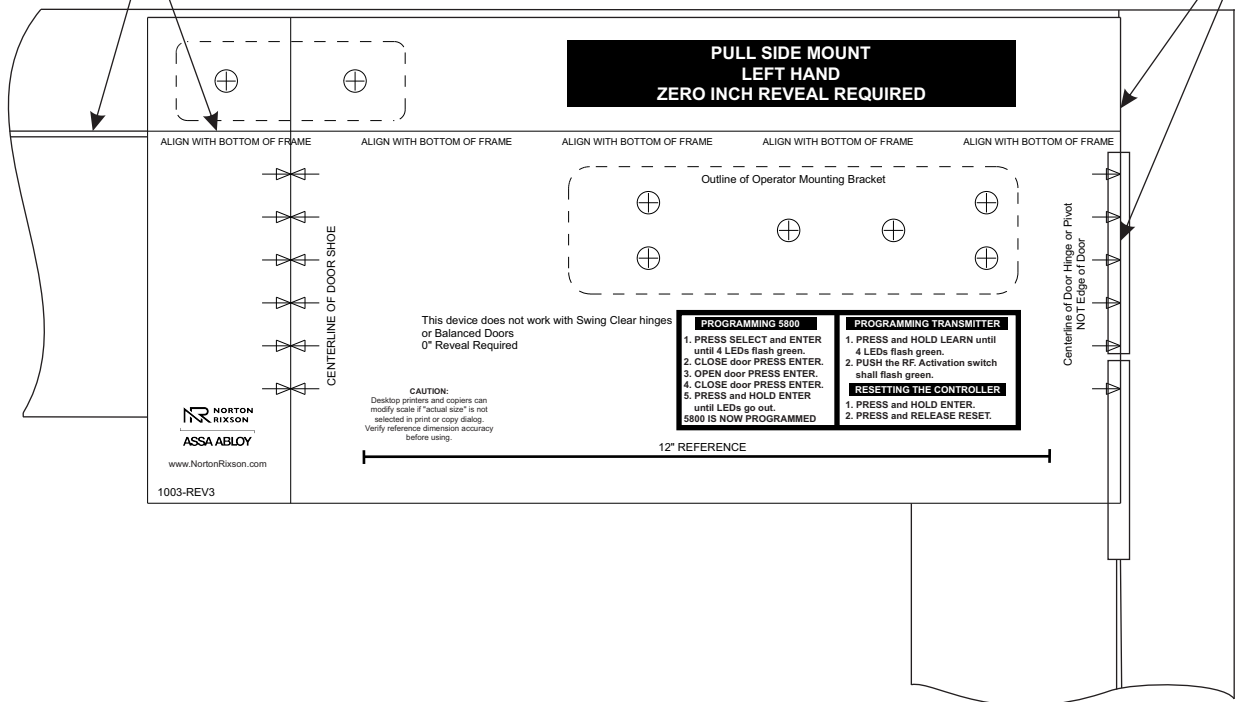 PULL SIDE MOUNT
LEFT HAND
ZERO INCH REVEAL REQUIRED
ALIGN WITH BOTTOM OF FRAME
ALIGN WITH BOTTOM OF FRAME
ALIGN WITH BOTTOM OF FRAME
ALIGN WITH BOTTOM OF FRAME
ALIGN WITH BOTTOM OF FRAME
Outline of Operator Mounting Bracket
CENTERLINE OF DOOR SHOE
Centerline of Door Hinge or Pivot
NOT Edge of Door
This device does not work with Swing Clear hinges
or Balanced Doors
0" Reveal Required
PROGRAMMING 5800
1. PRESS SELECT and ENTER
until 4 LEDs flash green.
2. CLOSE door PRESS ENTER.
3. OPEN door PRESS ENTER.
4. CLOSE door PRESS ENTER.
5. PRESS and HOLD ENTER
until LEDs go out.
5800 IS NOW PROGRAMMED
PROGRAMMING TRANSMITTER
1. PRESS and HOLD LEARN until
4 LEDs flash green.
2. PUSH the RF. Activation switch
shall flash green.
RESETTING THE CONTROLLER
1. PRESS and HOLD ENTER.
2. PRESS and RELEASE RESET.
CAUTION:
Desktop printers and copiers can
modify scale if "actual size" is not
selected in print or copy dialog.
Verify reference dimension accuracy
before using.
NR NORTON
RIXSON
ASSA ABLOY
www.NortonRixson.com
12" REFERENCE
1003-REV3